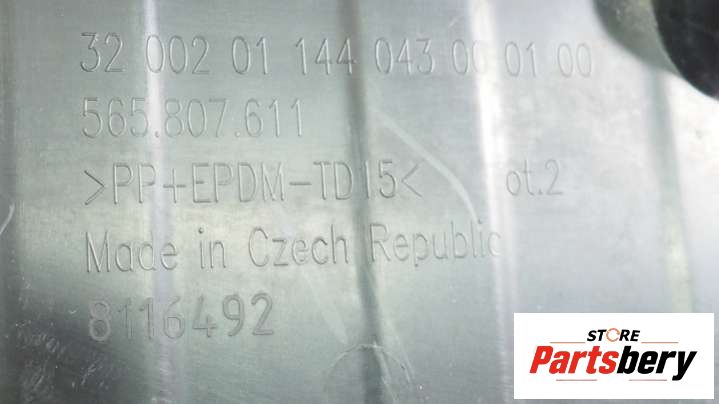 32 002 01 144 043 00 01 00
565.807.611
>PP+EPDM-TD15< ot.2
Made in Czech Republic
8116492
STORE
Partsbery